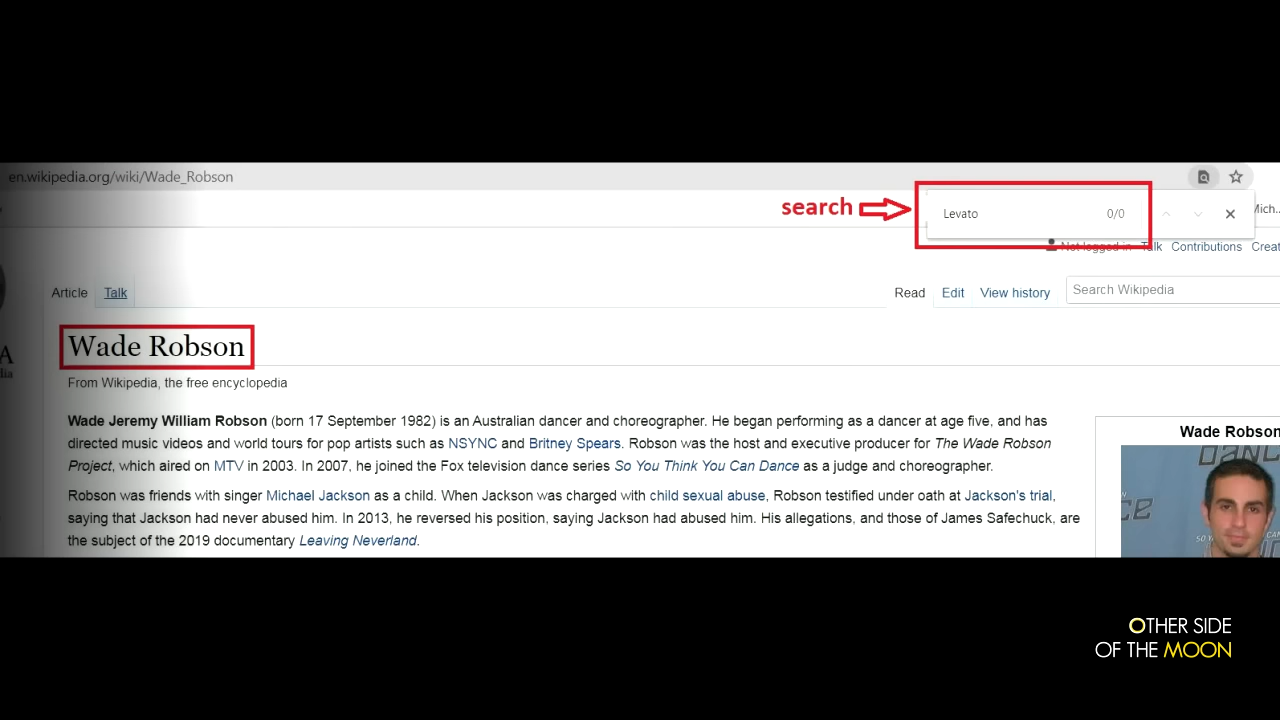 en.wikipedia.org/wiki/Wade_Robson
search
Levato 0/0
Mich..
Not logged in Talk Contributions Creat
Article Talk
Read Edit View history Search Wikipedia
A
dia
Wade Robson
From Wikipedia, the free encyclopedia
Wade Jeremy William Robson (born 17 September 1982) is an Australian dancer and choreographer. He began performing as a dancer at age five, and has
directed music videos and world tours for pop artists such as NSYNC and Britney Spears. Robson was the host and executive producer for The Wade Robson
Project, which aired on MTV in 2003. In 2007, he joined the Fox television dance series So You Think You Can Dance as a judge and choreographer.
Robson was friends with singer Michael Jackson as a child. When Jackson was charged with child sexual abuse, Robson testified under oath at Jackson's trial,
saying that Jackson had never abused him. In 2013, he reversed his position, saying Jackson had abused him. His allegations, and those of James Safechuck, are
the subject of the 2019 documentary Leaving Neverland.
Wade Robson
OTHER SIDE
OF THE MOON